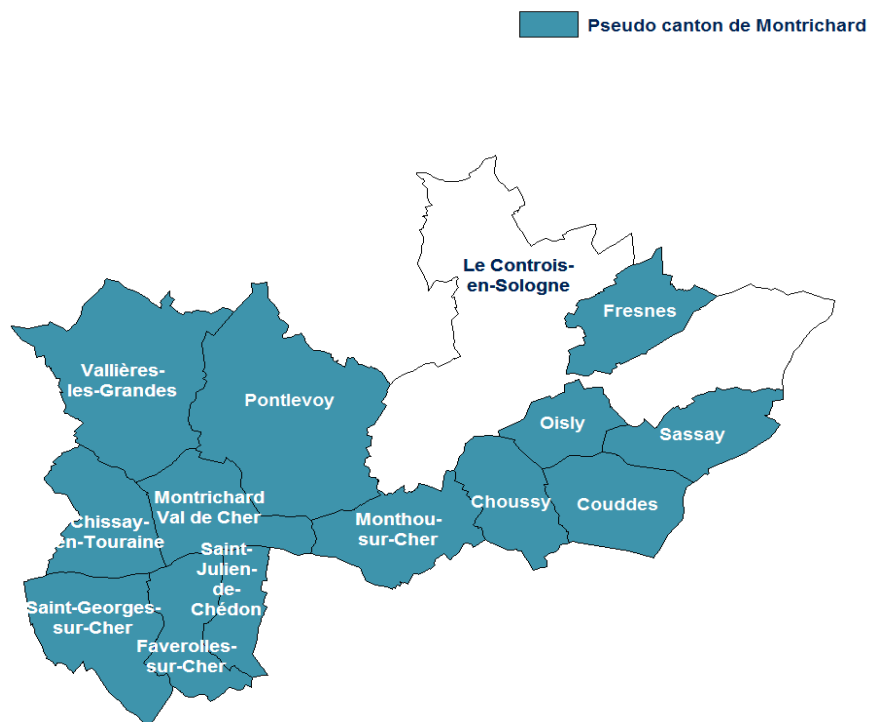 Pseudo canton de Montrichard
Le Controis-
en-Sologne
Fresnes
Vallières-
les-Grandes
Pontlevoy
Oisly
Sassay
Montrichard
Val de Cher
Choussy
Couddes
Chissay-
en-Touraine
Monthou-
sur-Cher
Saint-
Julien-
de-
Chédon
Saint-Georges-
sur-Cher
Faverolles-
sur-Cher